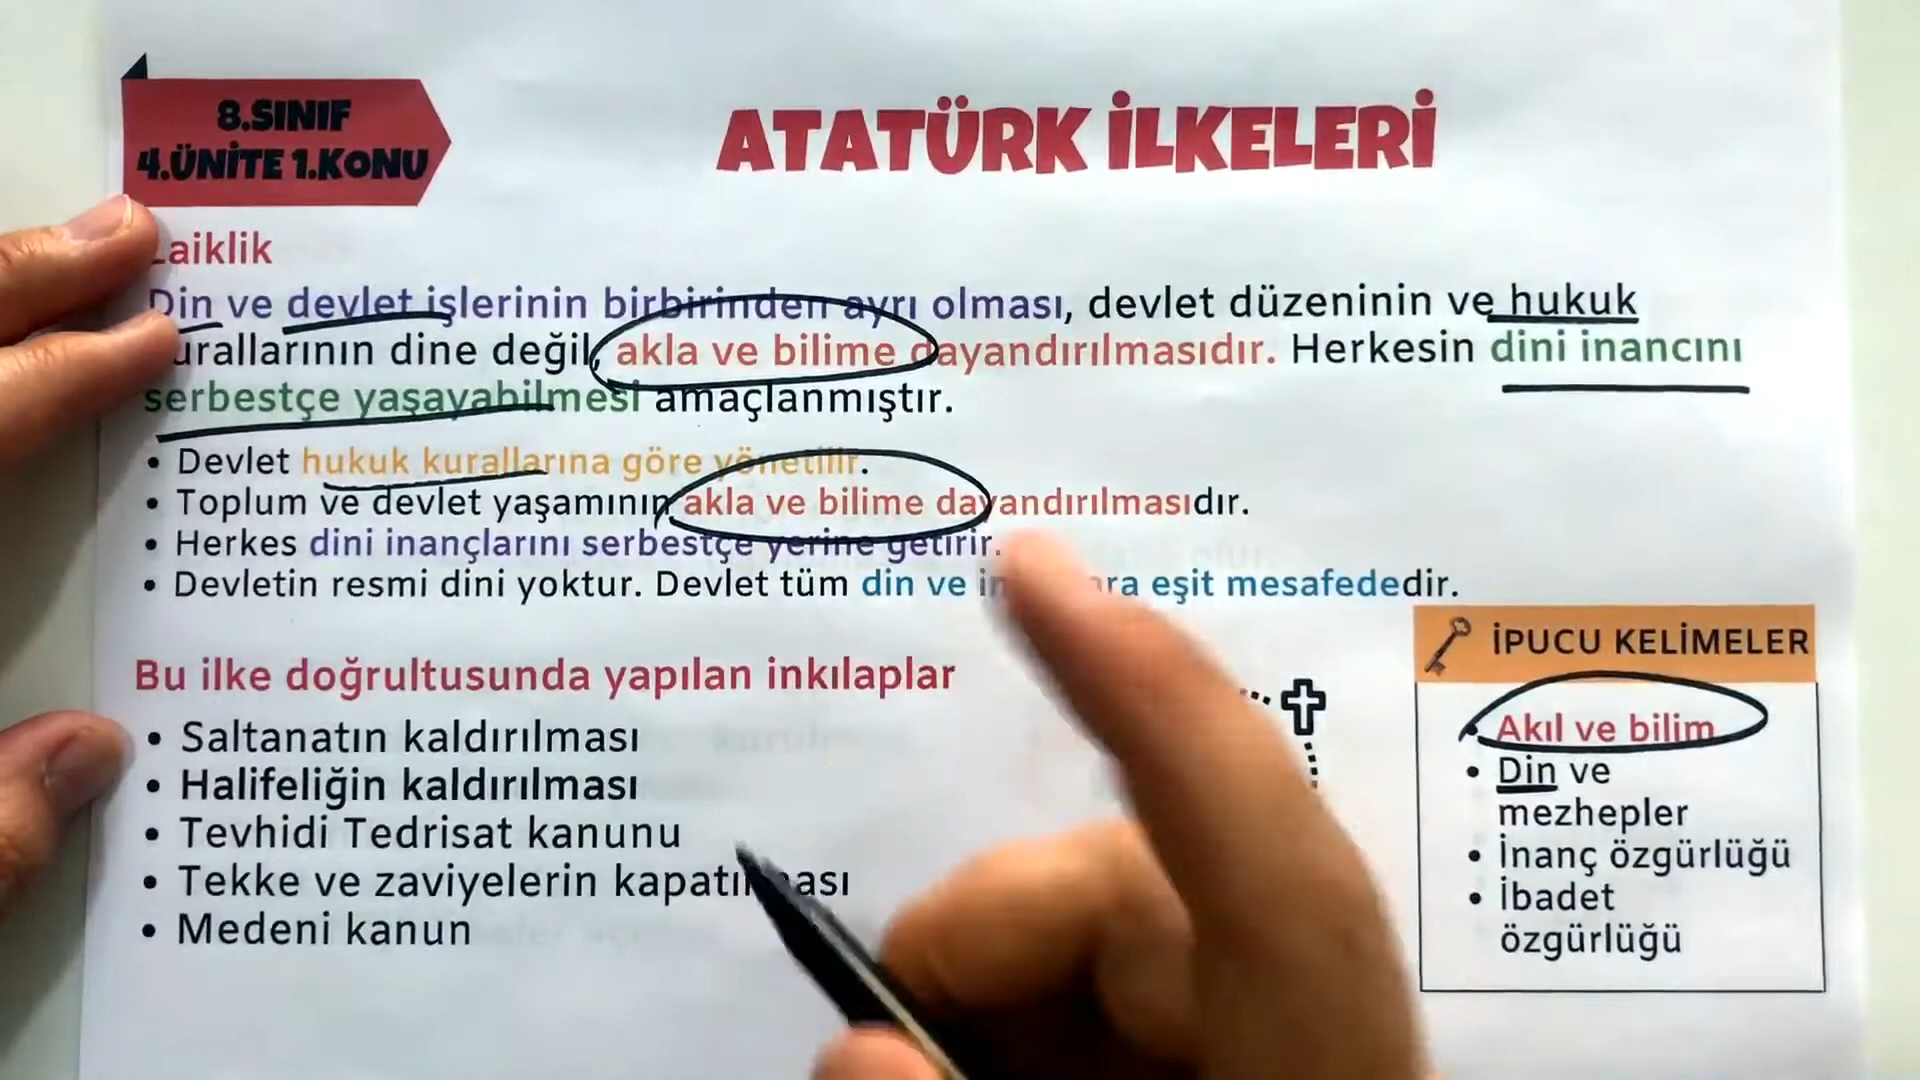 8.SINIF
4.ÜNİTE 1.KONU
ATATÜRK İLKELERİ
Laiklik
Din ve devlet işlerinin birbirinden ayrı olması, devlet düzeninin ve hukuk
kurallarının dine değil, akla ve bilime dayandırılmasıdır. Herkesin dini inancını
serbestçe yaşayabilmesi amaçlanmıştır.
• Devlet hukuk kurallarına göre yönetilir.
• Toplum ve devlet yaşamının akla ve bilime dayandırılmasıdır.
• Herkes dini inançlarını serbestçe yerine getirir.
• Devletin resmi dini yoktur. Devlet tüm din ve eşit mesafededir.
Bu ilke doğrultusunda yapılan inkılaplar
• Saltanatın kaldırılması
• Halifeliğin kaldırılması
• Tevhidi Tedrisat kanunu
• Tekke ve zaviyelerin kapatılması
• Medeni kanun
İPUCU KELİMELER
• Akıl ve bilim
• Din ve
mezhepler
• İnanç özgürlüğü
• İbadet
özgürlüğü